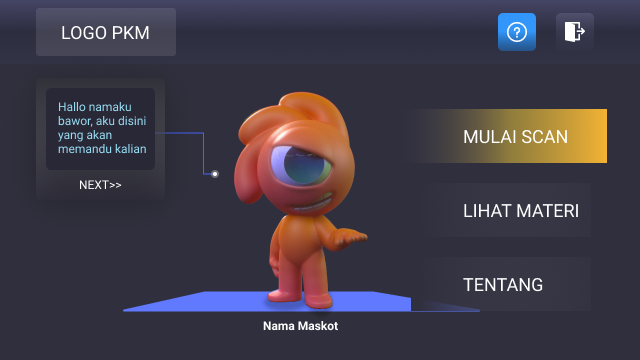 LOGO PKM
?
Hallo namaku
bawor, aku disini
yang akan
memandu kalian
NEXT>>
MULAI SCAN
LIHAT MATERI
TENTANG
Nama Maskot